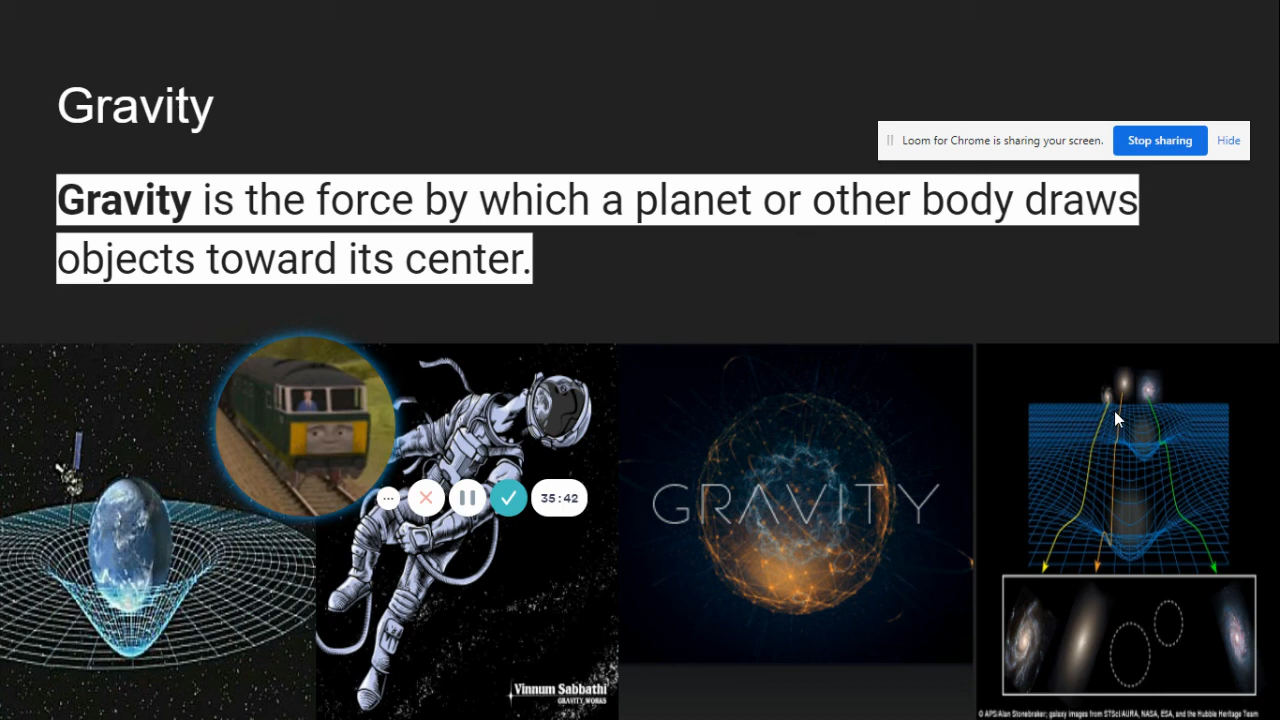 Gravity
Loom for Chrome is sharing your screen.
Stop sharing
Hide
Gravity is the force by which a planet or other body draws
objects toward its center.
35:42
GRAVITY
Vinnum Sabbathi
GRAVITY WORKS
© APS/Alan Stonebraker; galaxy images from STScI/AURA, NASA, ESA, and the Hubble Heritage Team